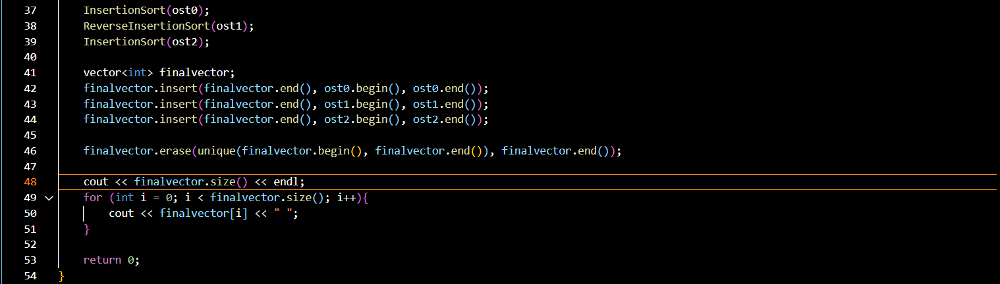 37 InsertionSort(ost0);
38 ReverseInsertionSort(ost1);
39 InsertionSort(ost2);
40
41 vector<int> finalvector;
42 finalvector.insert(finalvector.end(), ost0.begin(), ost0.end());
43 finalvector.insert(finalvector.end(), ost1.begin(), ost1.end());
44 finalvector.insert(finalvector.end(), ost2.begin(), ost2.end());
45
46 finalvector.erase(unique(finalvector.begin(), finalvector.end()), finalvector.end());
47
48 cout << finalvector.size() << endl;
49 for (int i = 0; i < finalvector.size(); i++){
50 cout << finalvector[i] << " ";
51 }
52
53 return 0;
54 }